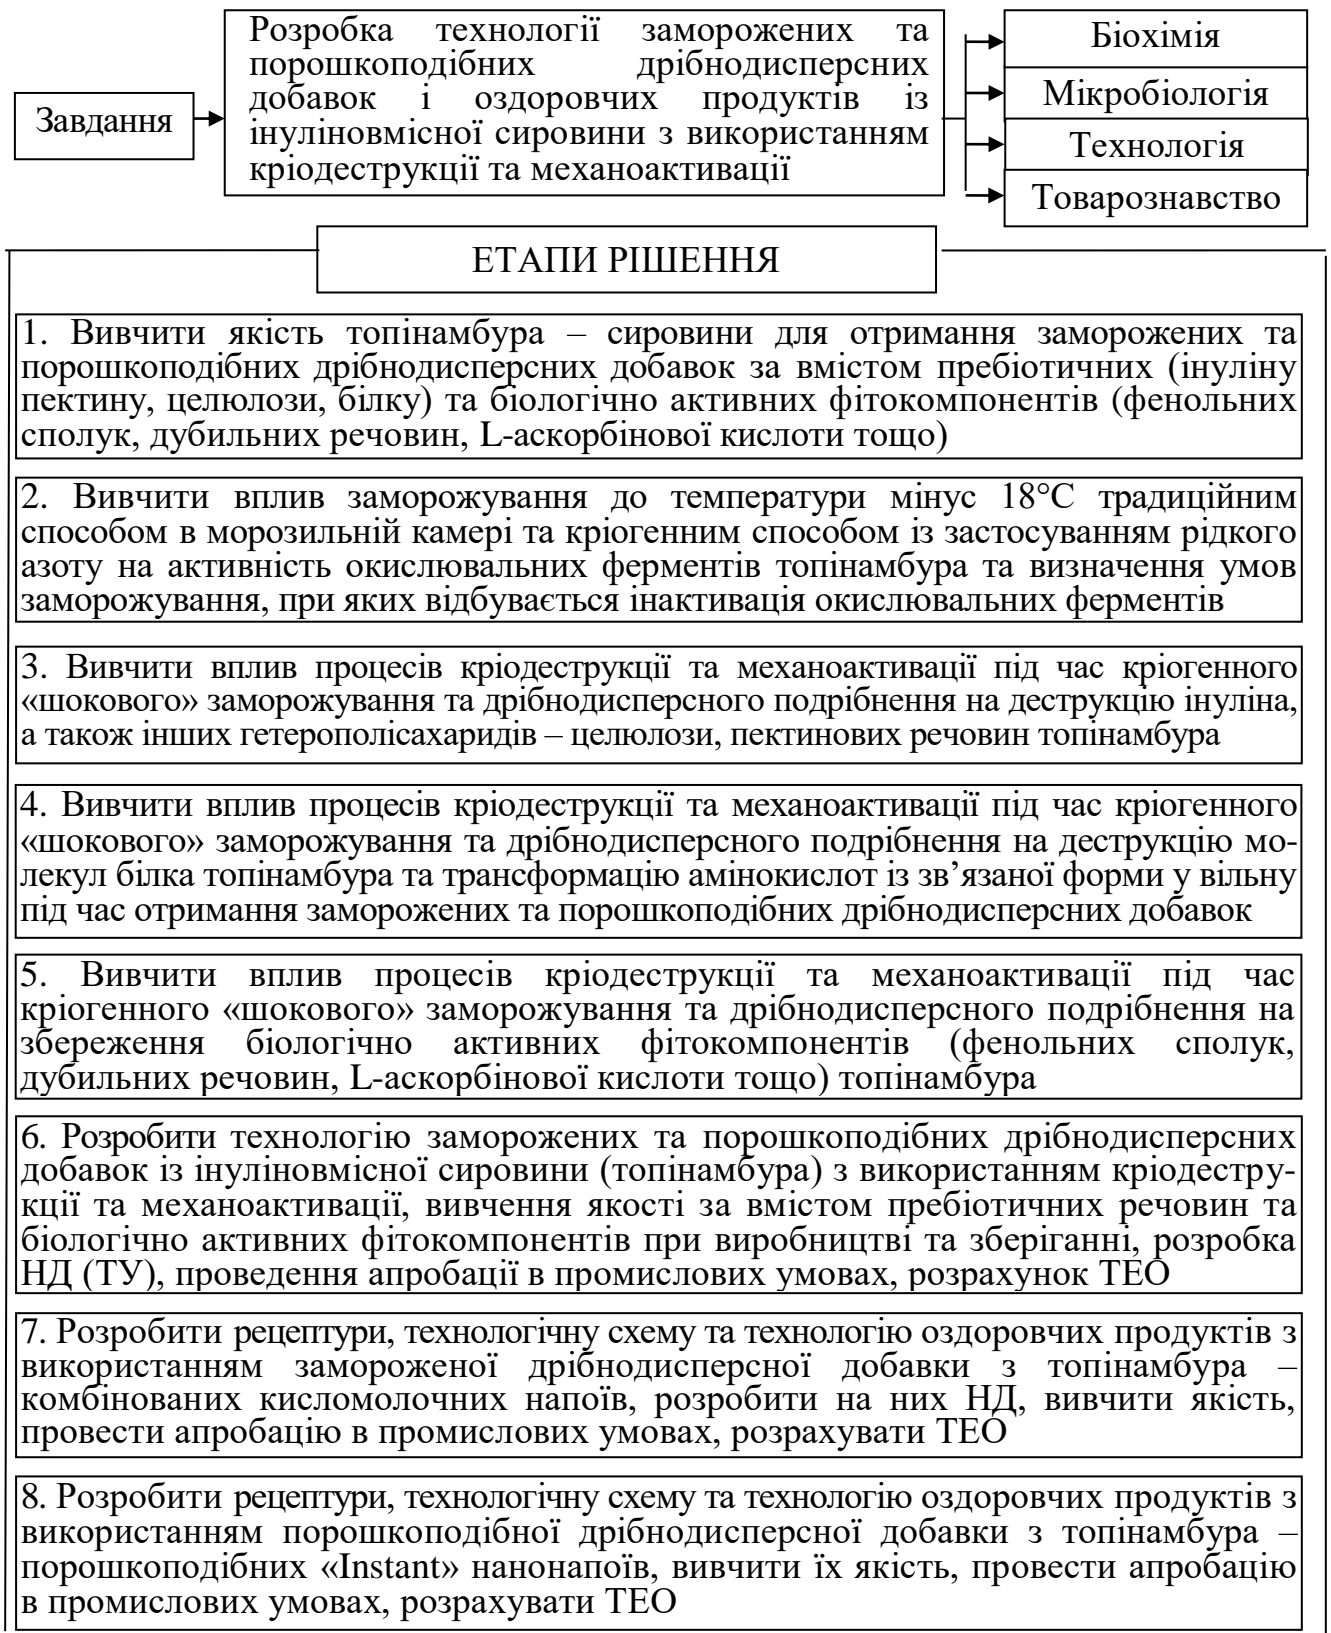 Завдання
Розробка технології заморожених та
порошкоподібних дрібнодисперсних
добавок і оздоровчих продуктів із
інуліновмісної сировини з використанням
кріодеструкції та механоактивації
Біохімія
Мікробіологія
Технологія
Товарознавство
ЕТАПИ РІШЕННЯ
1. Вивчити якість топінамбура – сировини для отримання заморожених та
порошкоподібних дрібнодисперсних добавок за вмістом пребіотичних (інуліну
пектину, целюлози, білку) та біологічно активних фітокомпонентів (фенольних
сполук, дубильних речовин, L-аскорбінової кислоти тощо)
2. Вивчити вплив заморожування до температури мінус 18°С традиційним
способом в морозильній камері та кріогенним способом із застосуванням рідкого
азоту на активність окислювальних ферментів топінамбура та визначення умов
заморожування, при яких відбувається інактивація окислювальних ферментів
3. Вивчити вплив процесів кріодеструкції та механоактивації під час кріогенного
«шокового» заморожування та дрібнодисперсного подрібнення на деструкцію інуліна,
а також інших гетерополісахаридів – целюлози, пектинових речовин топінамбура
4. Вивчити вплив процесів кріодеструкції та механоактивації під час кріогенного
«шокового» заморожування та дрібнодисперсного подрібнення на деструкцію мо-
лекул білка топінамбура та трансформацію амінокислот із зв’язаної форми у вільну
під час отримання заморожених та порошкоподібних дрібнодисперсних добавок
5. Вивчити вплив процесів кріодеструкції та механоактивації під час
кріогенного «шокового» заморожування та дрібнодисперсного подрібнення на
збереження біологічно активних фітокомпонентів (фенольних сполук,
дубильних речовин, L-аскорбінової кислоти тощо) топінамбура
6. Розробити технологію заморожених та порошкоподібних дрібнодисперсних
добавок із інуліновмісної сировини (топінамбура) з використанням кріодестру-
кції та механоактивації, вивчення якості за вмістом пребіотичних речовин та
біологічно активних фітокомпонентів при виробництві та зберіганні, розробка
НД (ТУ), проведення апробації в промислових умовах, розрахунок ТЕО
7. Розробити рецептури, технологічну схему та технологію оздоровчих продуктів з
використанням замороженої дрібнодисперсної добавки з топінамбура –
комбінованих кисломолочних напоїв, розробити на них НД, вивчити якість,
провести апробацію в промислових умовах, розрахувати ТЕО
8. Розробити рецептури, технологічну схему та технологію оздоровчих продуктів з
використанням порошкоподібної дрібнодисперсної добавки з топінамбура –
порошкоподібних «Instant» нанонапоїв, вивчити їх якість, провести апробацію
в промислових умовах, розрахувати ТЕО